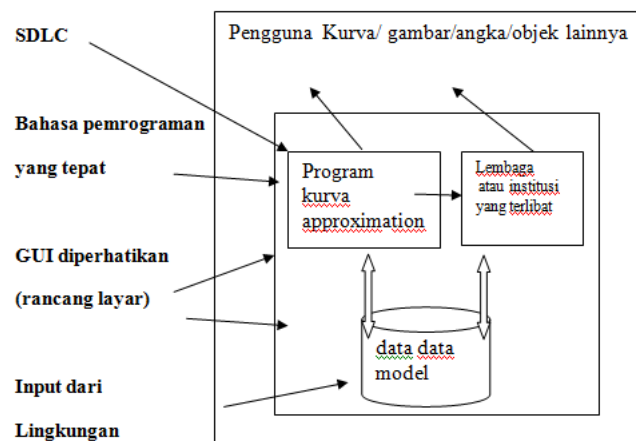 SDLC
Pengguna Kurva/ gambar/angka/objek lainnya
Bahasa pemrograman
yang tepat
Program
kurva
approximation
Lembaga
atau institusi
yang terlibat
GUI diperhatikan
(rancang layar)
data data
model
Input dari
Lingkungan